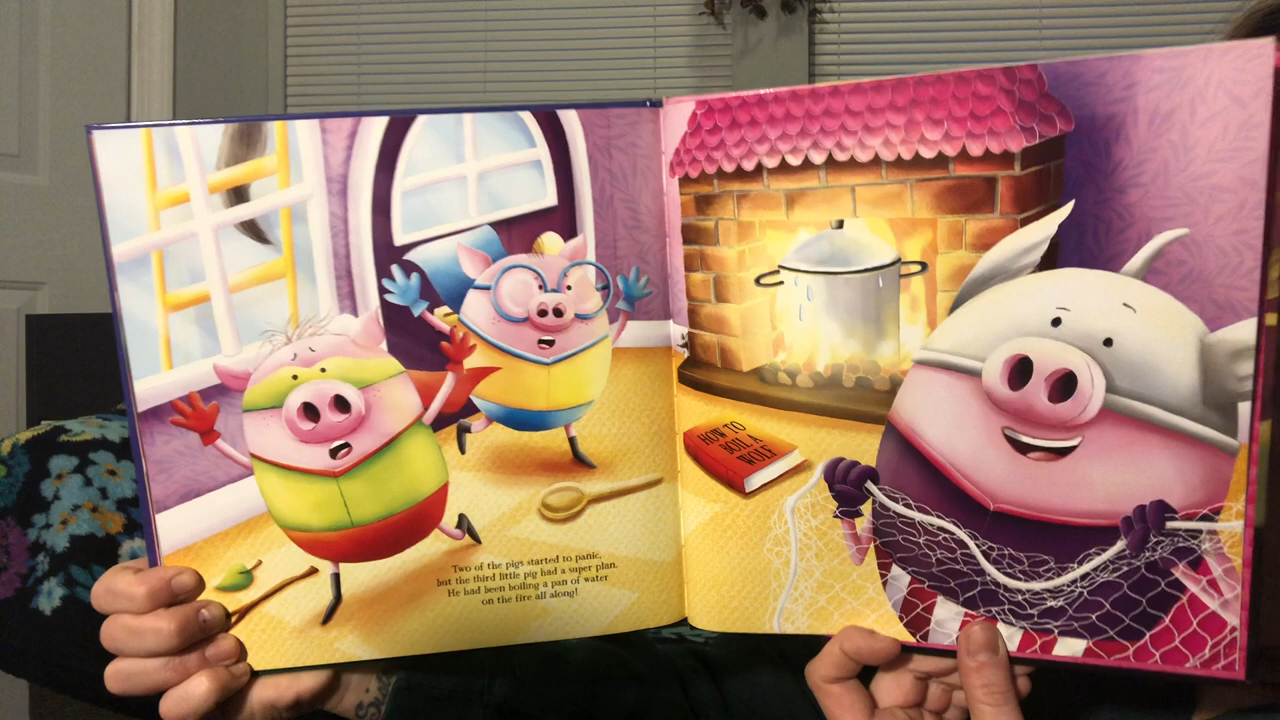 Two of the pigs started to panic,
but the third little pig had a super plan.
He had been boiling a pan of water
on the fire all along!
HOW TO
BOIL A
WOLF